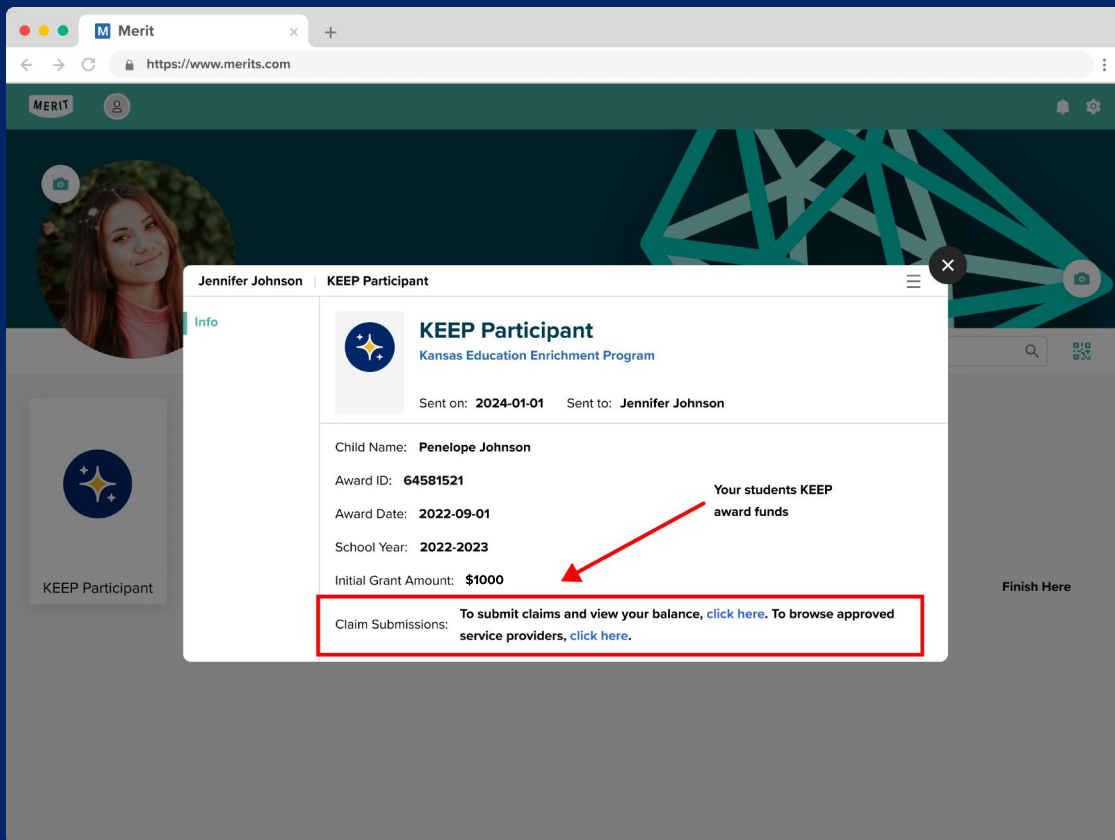 M Merit
https://www.merits.com
MERIT
Jennifer Johnson | KEEP Participant
Info
KEEP Participant
Kansas Education Enrichment Program
Sent on: 2024-01-01 Sent to: Jennifer Johnson
Child Name: Penelope Johnson
Award ID: 64581521
Your students KEEP
award funds
Award Date: 2022-09-01
School Year: 2022-2023
Initial Grant Amount: $1000
KEEP Participant
Finish Here
Claim Submissions: To submit claims and view your balance, click here. To browse approved
service providers, click here.